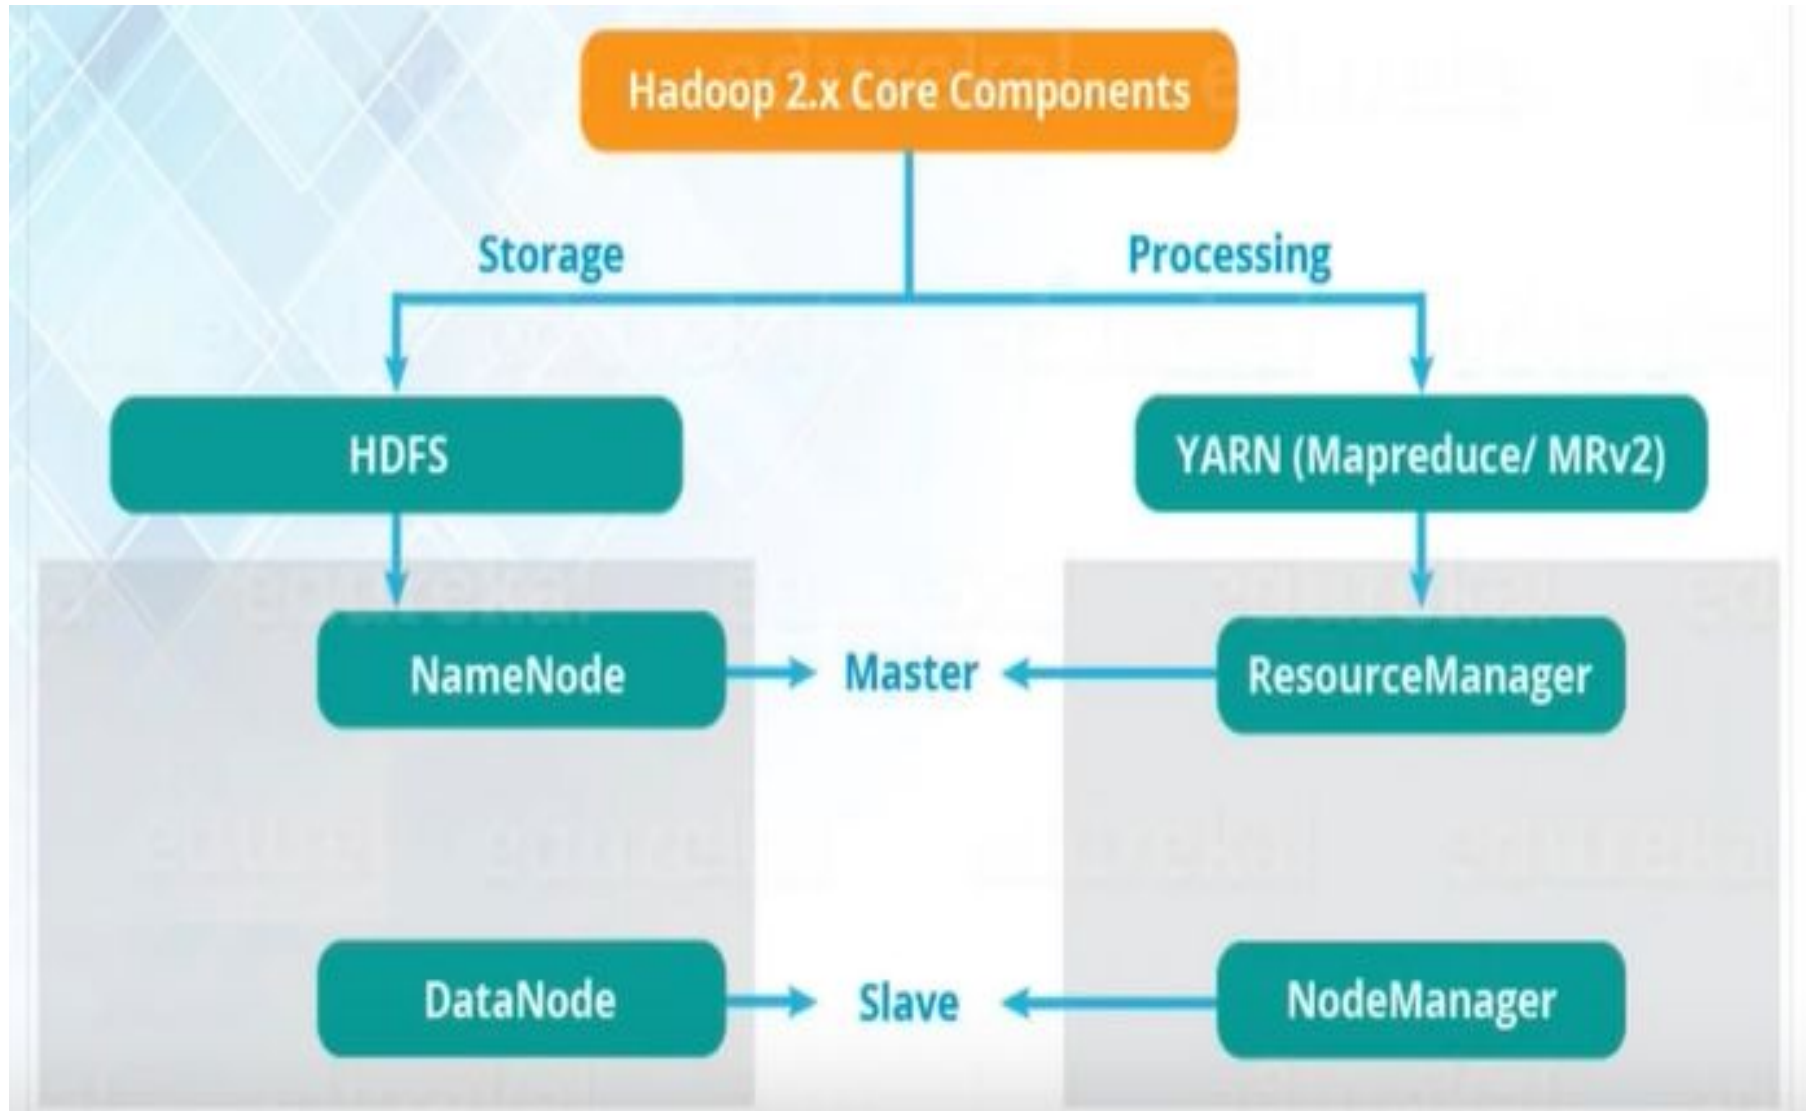 Hadoop 2.x Core Components
Storage
Processing
HDFS
YARN (Mapreduce/ MRv2)
NameNode
Master
ResourceManager
DataNode
Slave
NodeManager